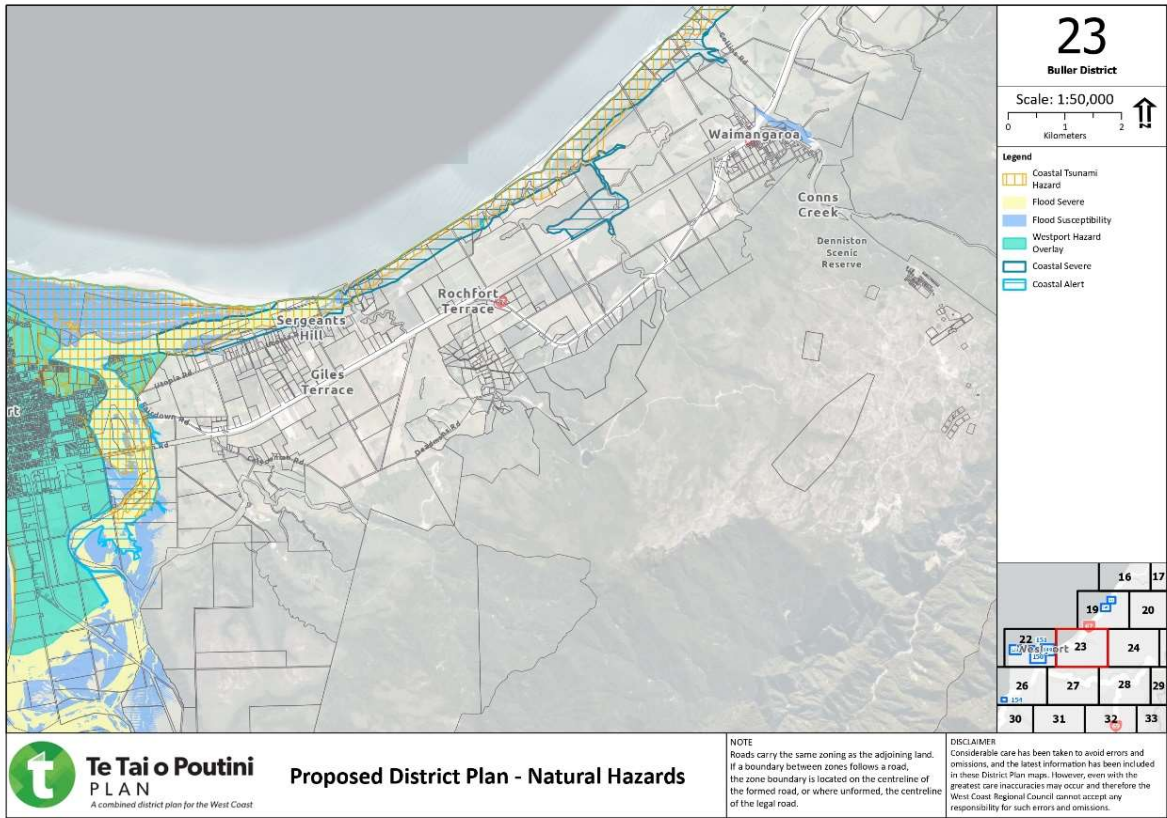 23
Buller District
Scale: 1:50,000
N
0 1 2
Kilometers
Legend
Coastal Tsunami
Hazard
Flood Severe
Flood Susceptibility
Westport Hazard
Overlay
Coastal Severe
Coastal Alert
Waimangaroa
Conns
Creek
Denniston
Scenic
Reserve
Rochfort
Terrace
Sergeants
Hill
Giles
Terrace
Utopia Rd
rt
Rd
16 17
19 20
22 151
23 24
26 27 28 29
154
30 31 32 33
t
Te Tai o Poutini
PLAN
A combined district plan for the West Coast
Proposed District Plan - Natural Hazards
NOTE
Roads carry the same zoning as the adjoining land.
If a boundary between zones follows a road,
the zone boundary is located on the centreline of
the formed road, or where unformed, the centreline
of the legal road.
DISCLAIMER
Considerable care has been taken to avoid errors and
omissions, and the latest information has been included
in these District Plan maps. However, even with the
greatest care inaccuracies may occur and therefore the
West Coast Regional Council cannot accept any
responsibility for such errors and omissions.